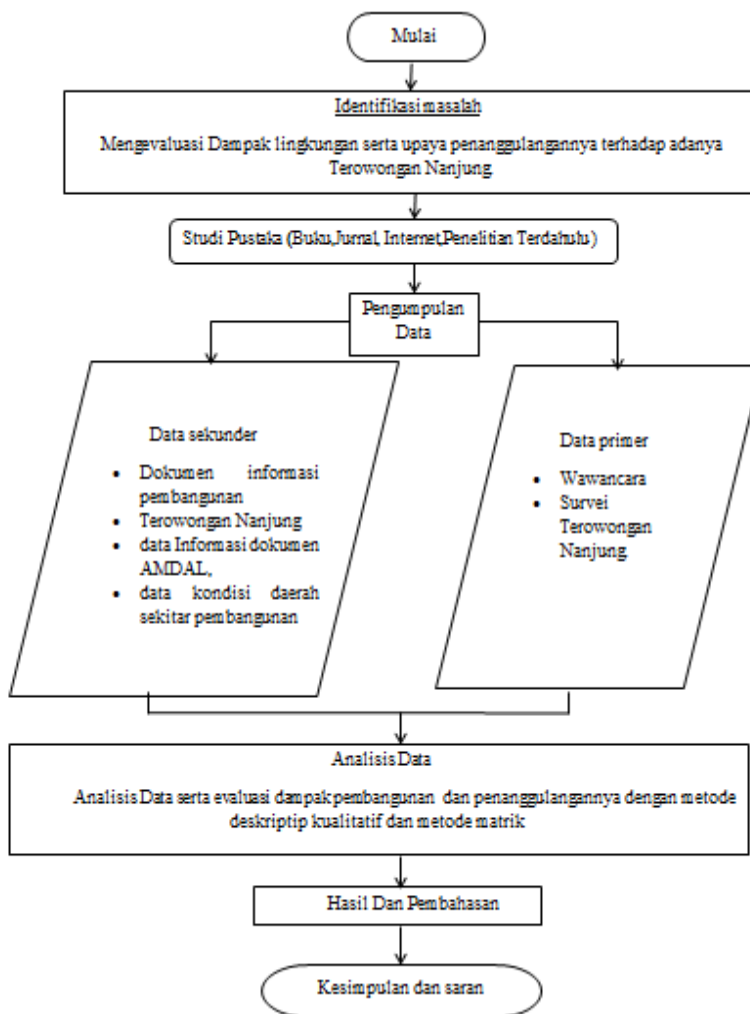 Mulai
Identifikasi masalah
Mengevaluasi Dampak lingkungan serta upaya penanggulangannya terhadap adanya
Terowongan Nanjung.
Studi Pustaka (Buku,Jurnal, Internet,Penelitian Terdahulu)
Pengumpulan
Data
Data sekunder
• Dokumen informasi
pembangunan
• Terowongan Nanjung
• data Informasi dokumen
AMDAL,
• data kondisi daerah
sekitar pembangunan
Data primer
• Wawancara
• Survei
Terowongan
Nanjung.
Analisis Data
Analisis Data serta evaluasi dampak pembangunan dan penanggulangannya dengan metode
deskriptip kualitatif dan metode matrik
Hasil Dan Pembahasan
Kesimpulan dan saran